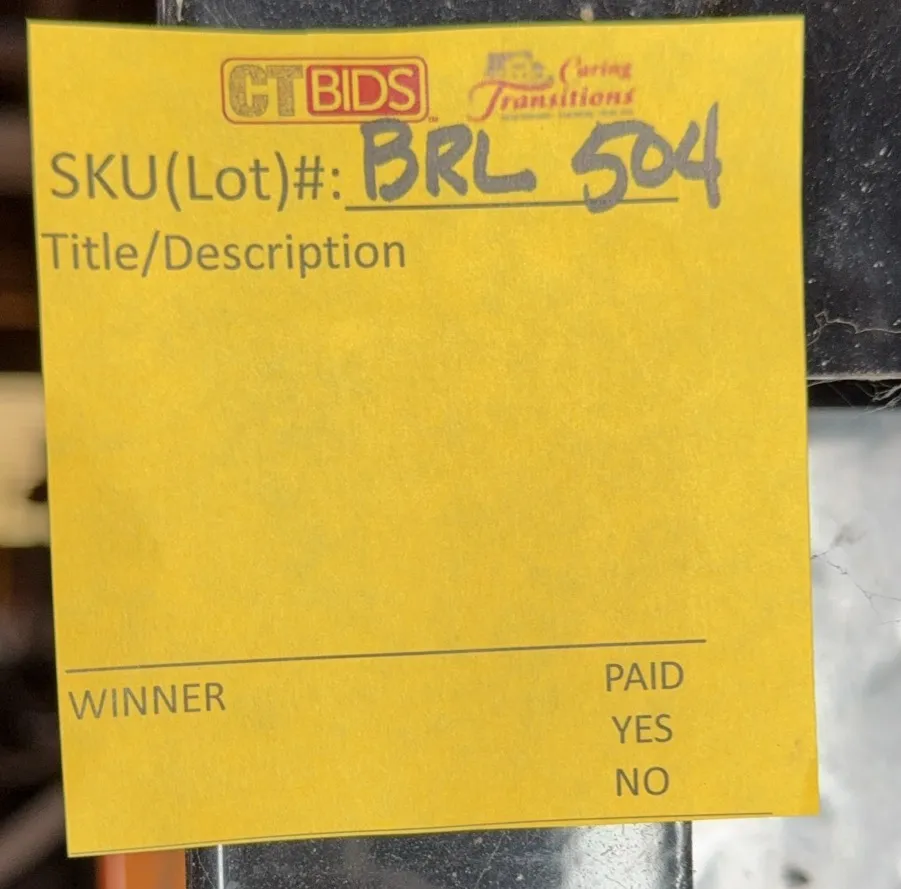 CTBIDS
Caring
Transitions
SKU(Lot)#: BRL 504
Title/Description
WINNER
PAID
YES
NO